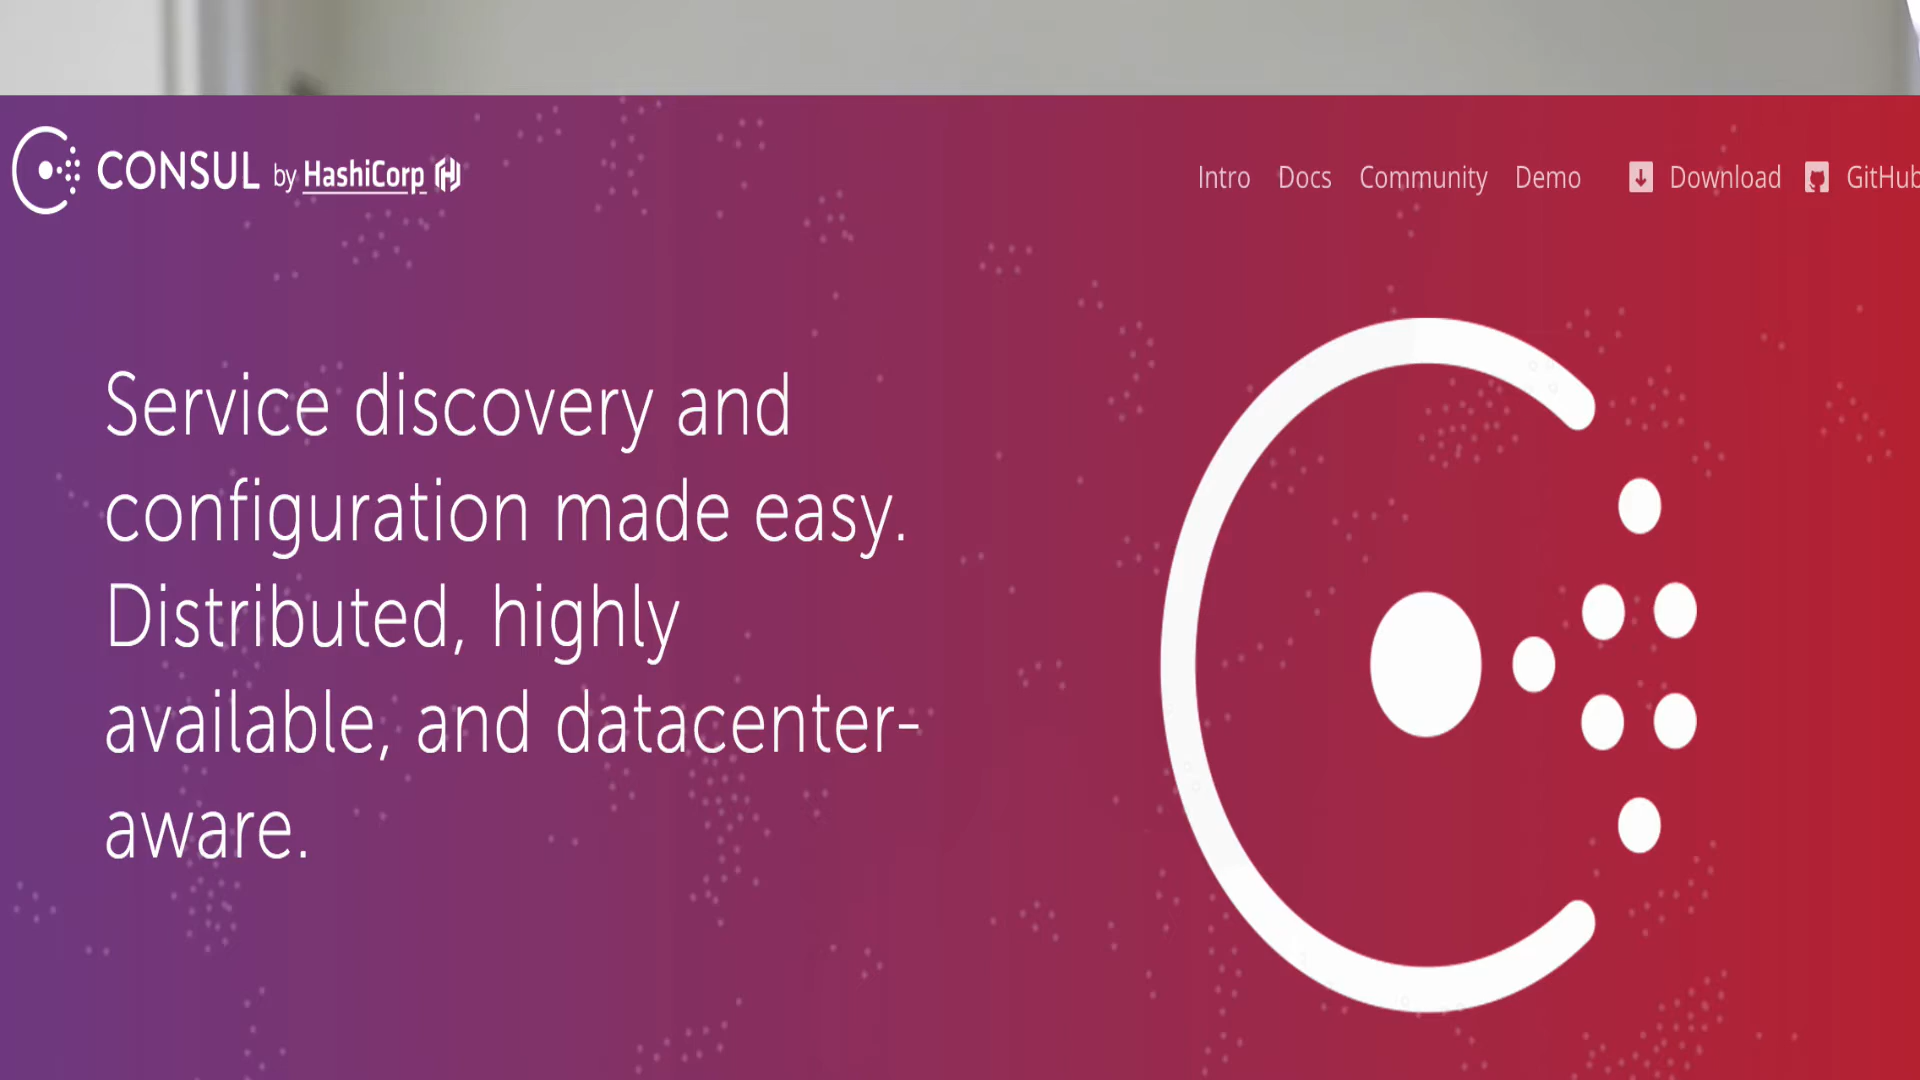 CONSUL by HashiCorp
Intro Docs Community Demo Download GitHub
Service discovery and
configuration made easy.
Distributed, highly
available, and datacenter-
aware.